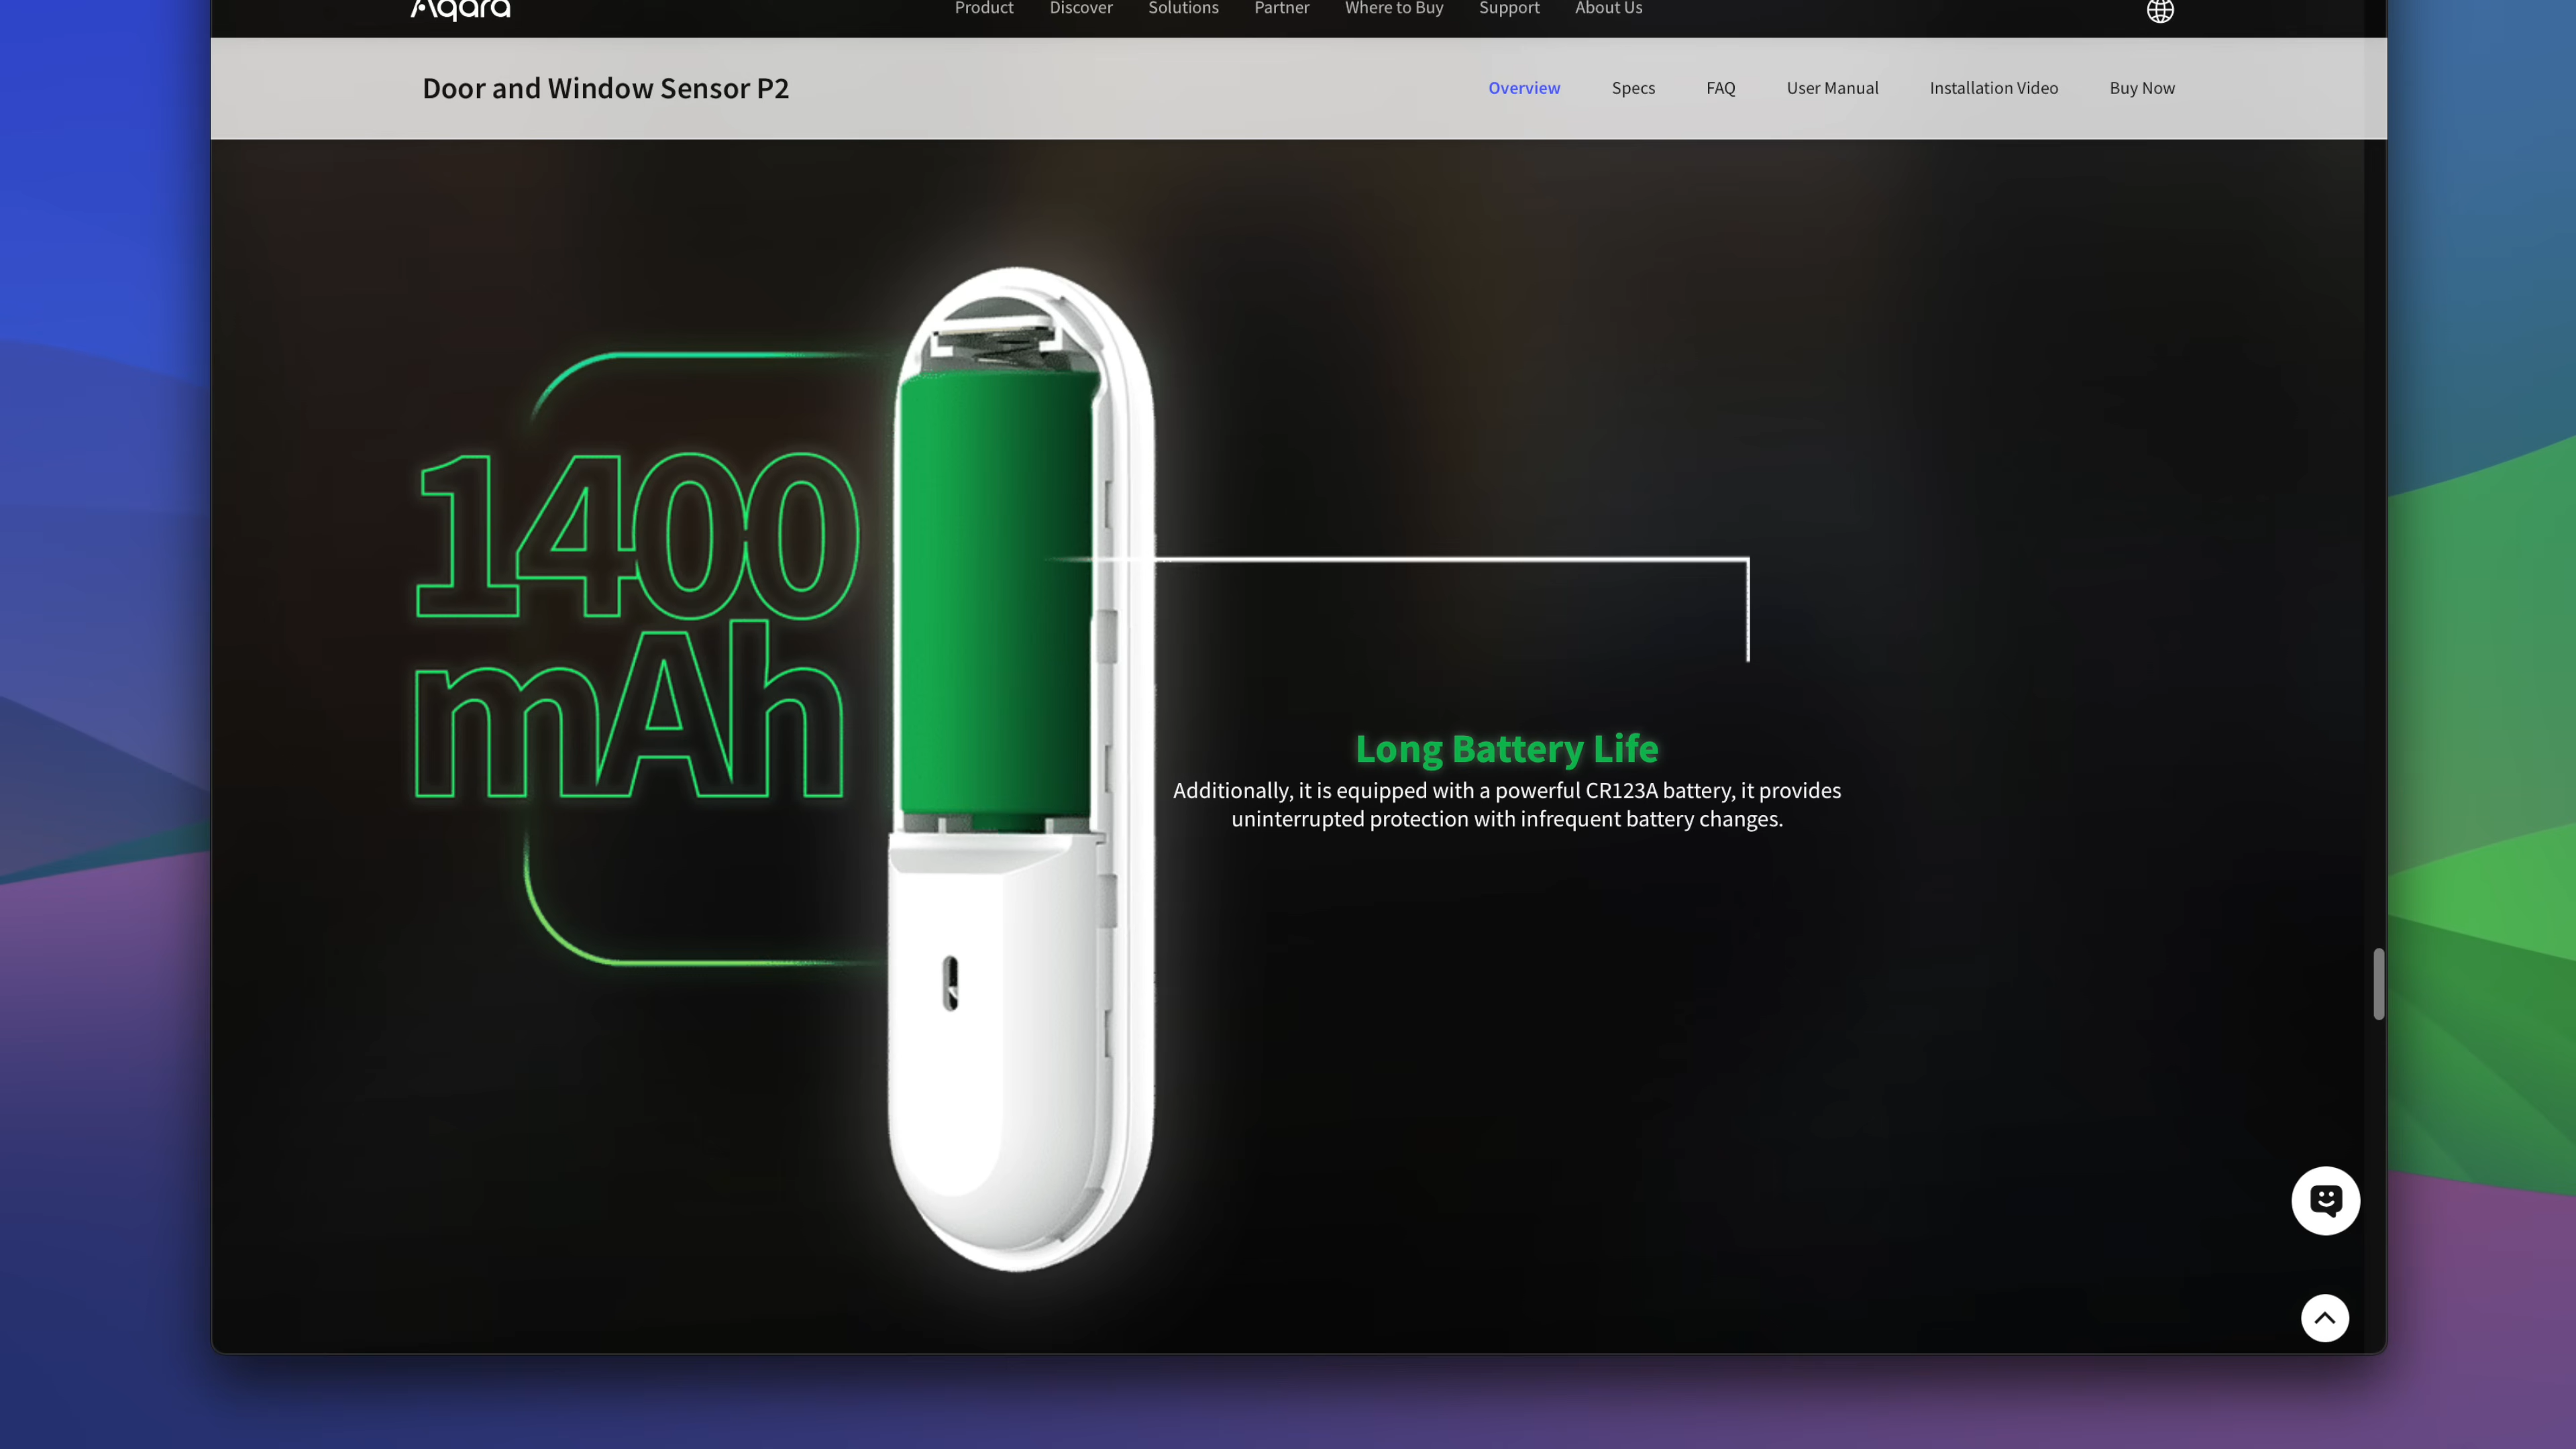 Aqara
Product Discover Solutions Partner Where to Buy Support About Us
Door and Window Sensor P2
Overview Specs FAQ User Manual Installation Video Buy Now
1400
mAh
Long Battery Life
Additionally, it is equipped with a powerful CR123A battery, it provides
uninterrupted protection with infrequent battery changes.